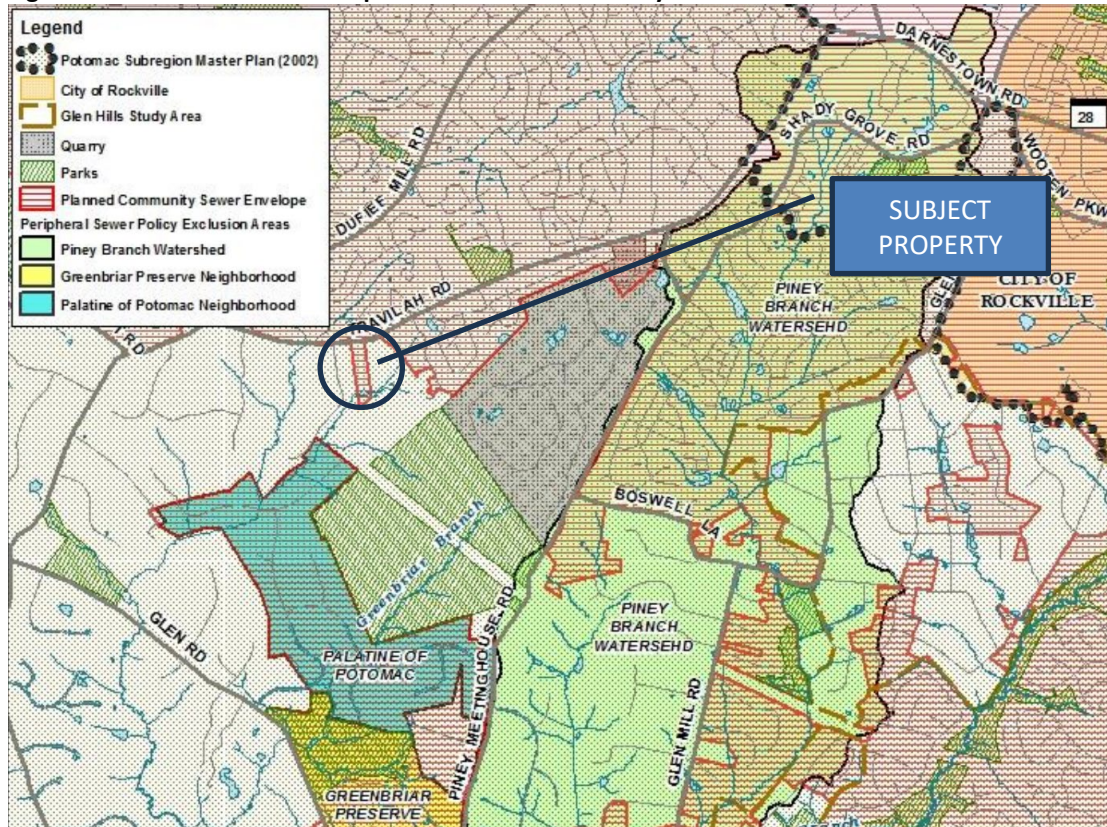 Legend
Potomac Subregion Master Plan (2002)
City of Rockville
Glen Hills Study Area
Quarry
Parks
Planned Community Sewer Envelope
Peripheral Sewer Policy Exclusion Areas
Piney Branch Watershed
Greenbriar Preserve Neighborhood
Palatine of Potomac Neighborhood
DARNESTOWN RD
28
SHADY GROVE RD
WOOTEN PKW
DUFIEF MILL RD
SUBJECT
PROPERTY
CITY OF
ROCKVILLE
TRAVILAH RD
PINEY
BRANCH
WATERSEHD
BOSWELL LA
Greenbriar Branch
PINEY
BRANCH
WATERSEHD
GLEN RD
PALATINE OF
POTOMAC
PINEY MEETINGHOUSE RD
GLEN MILL RD
GREENBRIAR
PRESERVE